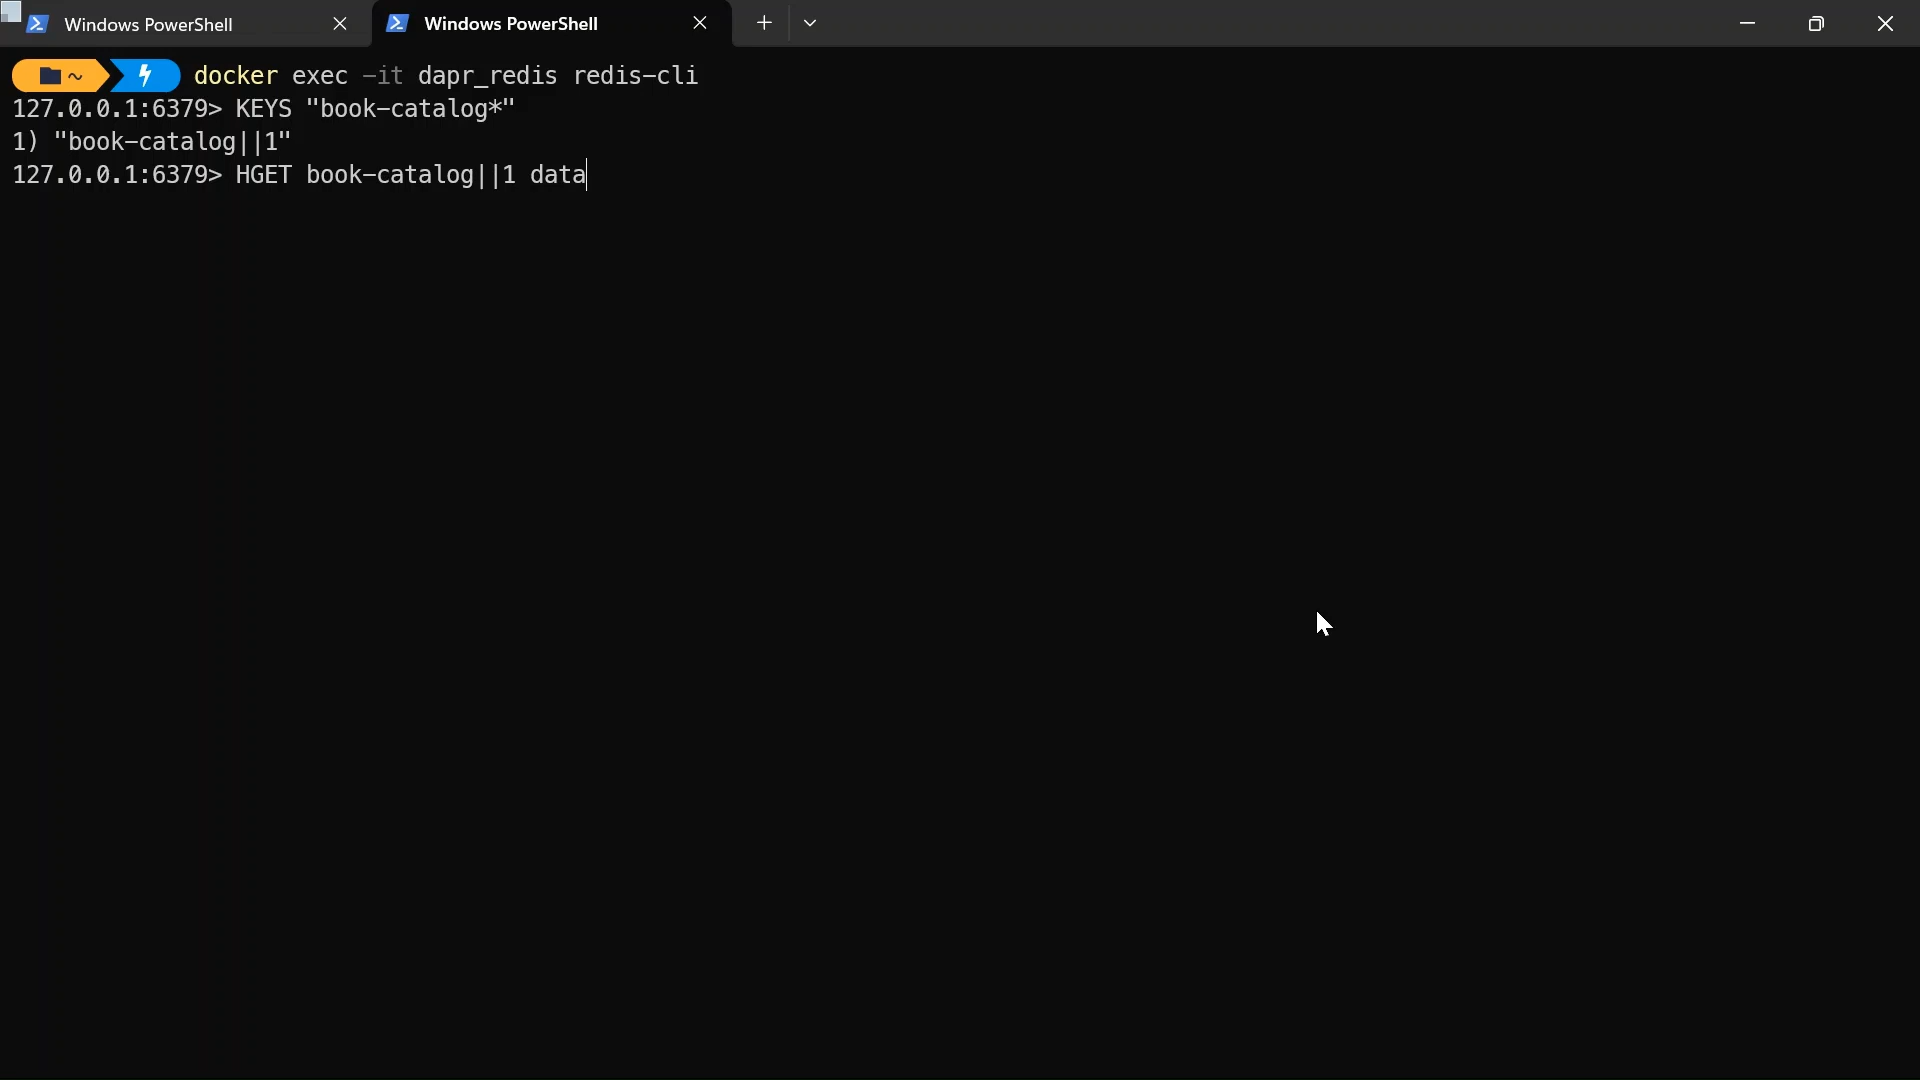 Windows PowerShell
Windows PowerShell
~ docker exec -it dapr_redis redis-cli
127.0.0.1:6379> KEYS "book-catalog*"
1) "book-catalog||1"
127.0.0.1:6379> HGET book-catalog||1 data